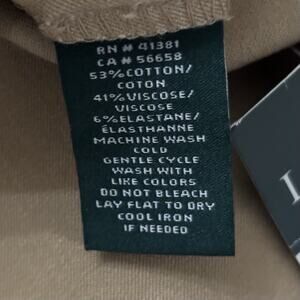 RN # 41381
CA # 56658
53%COTTON/
COTON
41%VISCOSE/
VISCOSE
6%ELASTANE/
ÉLASTHANNE
MACHINE WASH
COLD
GENTLE CYCLE
WASH WITH
LIKE COLORS
DO NOT BLEACH
LAY FLAT TO DRY
COOL IRON
IF NEEDED